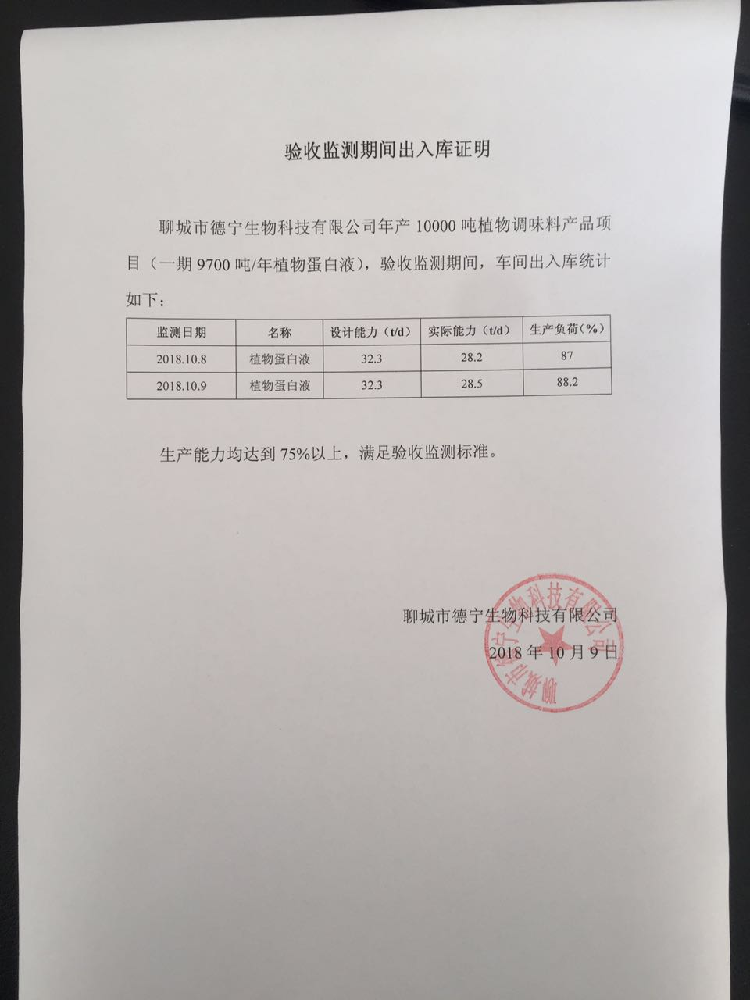 验收监测期间出入库证明
聊城市德宁生物科技有限公司年产 10000 吨植物调味料产品项
目（一期 9700 吨/年植物蛋白液），验收监测期间，车间出入库统计
如下：
监测日期 名称 设计能力（t/d） 实际能力（t/d） 生产负荷（%）
2018.10.8 植物蛋白液 32.3 28.2 87
2018.10.9 植物蛋白液 32.3 28.5 88.2
生产能力均达到 75%以上，满足验收监测标准。
聊城市德宁生物科技有限公司
2018 年 10 月 9 日
聊城市德宁生物科技有限公司